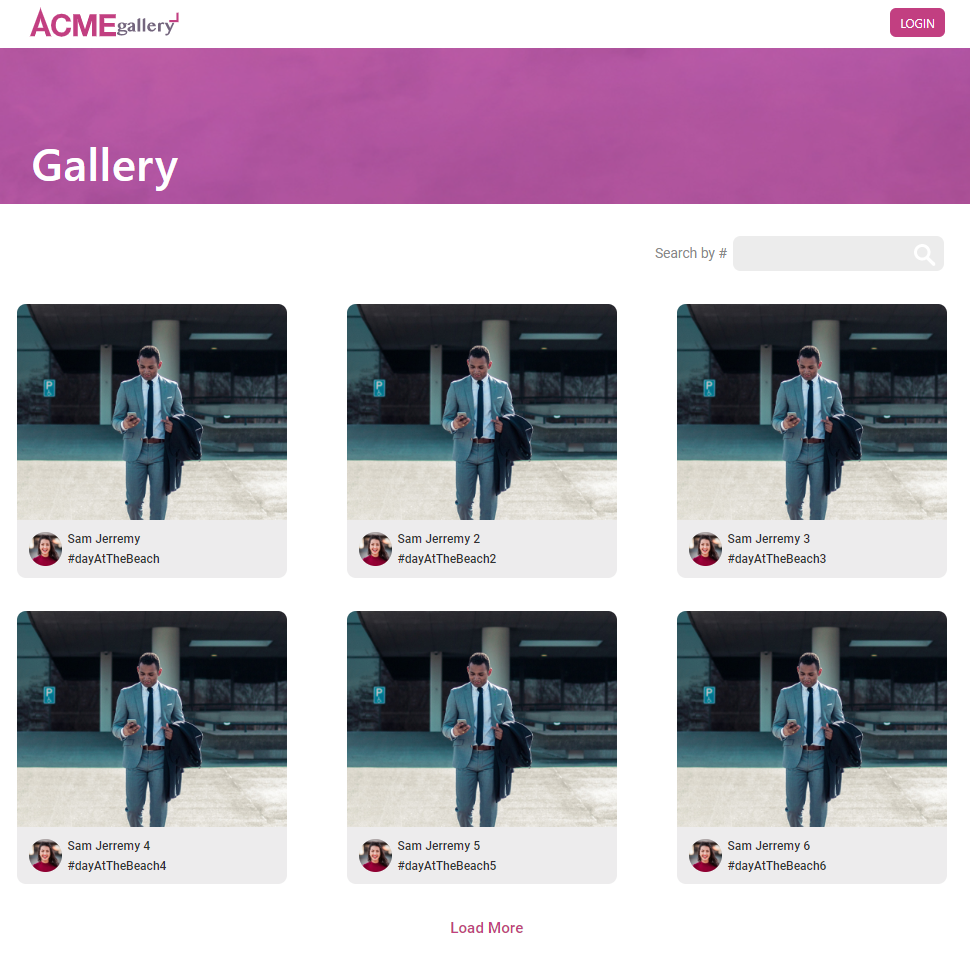 ACMEgallery
LOGIN
Gallery
Search by #
P
P
P
Sam Jerremy
#dayAtTheBeach
Sam Jerremy 2
#dayAtTheBeach2
Sam Jerremy 3
#dayAtTheBeach3
P
P
P
Sam Jerremy 4
#dayAtTheBeach4
Sam Jerremy 5
#dayAtTheBeach5
Sam Jerremy 6
#dayAtTheBeach6
Load More